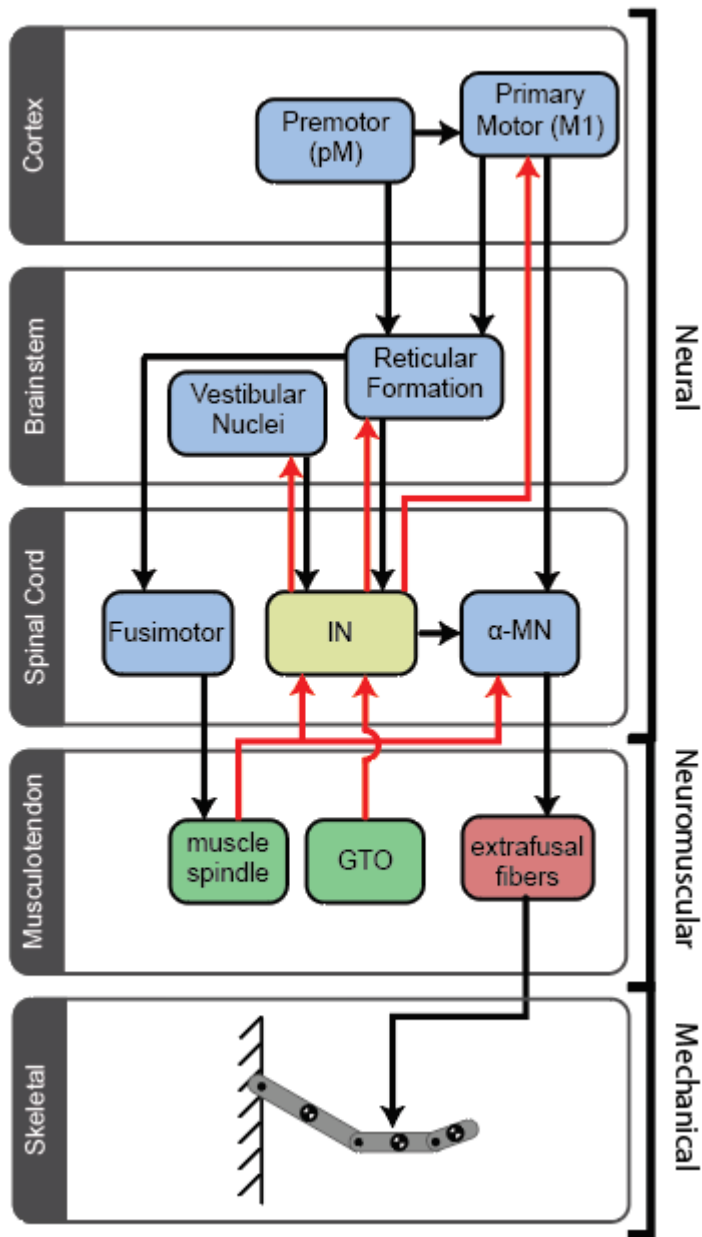 Cortex
Premotor
(pM)
Primary
Motor (M1)
Brainstem
Reticular
Formation
Vestibular
Nuclei
Neural
Spinal Cord
Fusimotor
IN
α-MN
Musculotendon
muscle
spindle
GTO
extrafusal
fibers
Neuromuscular
Skeletal
Mechanical